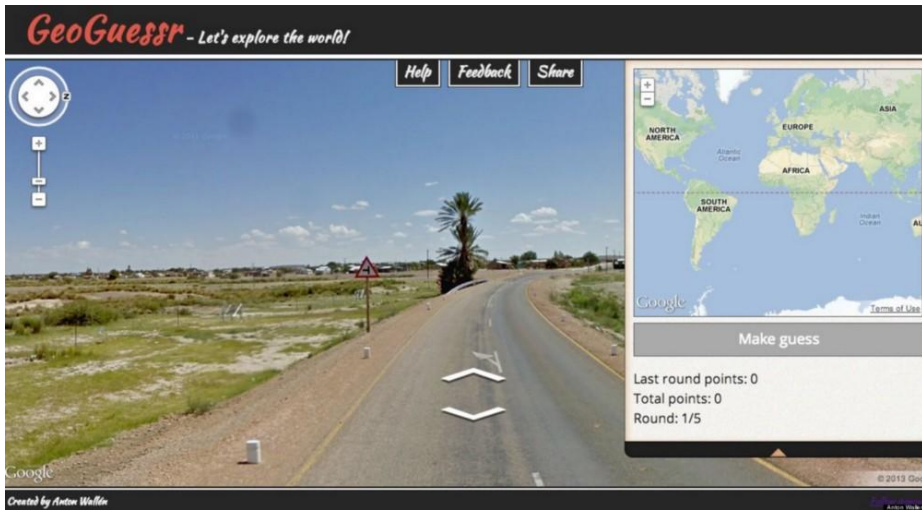 GeoGuessr - Let's explore the world!
Help Feedback Share
N
NORTH AMERICA
EUROPE
ASIA
Atlantic Ocean
AFRICA
SOUTH AMERICA
Indian Ocean
AU
Google
Terms of Use
Make guess
Last round points: 0
Total points: 0
Round: 1/5
Google
© 2013 Goo
Created by Anton Wallén